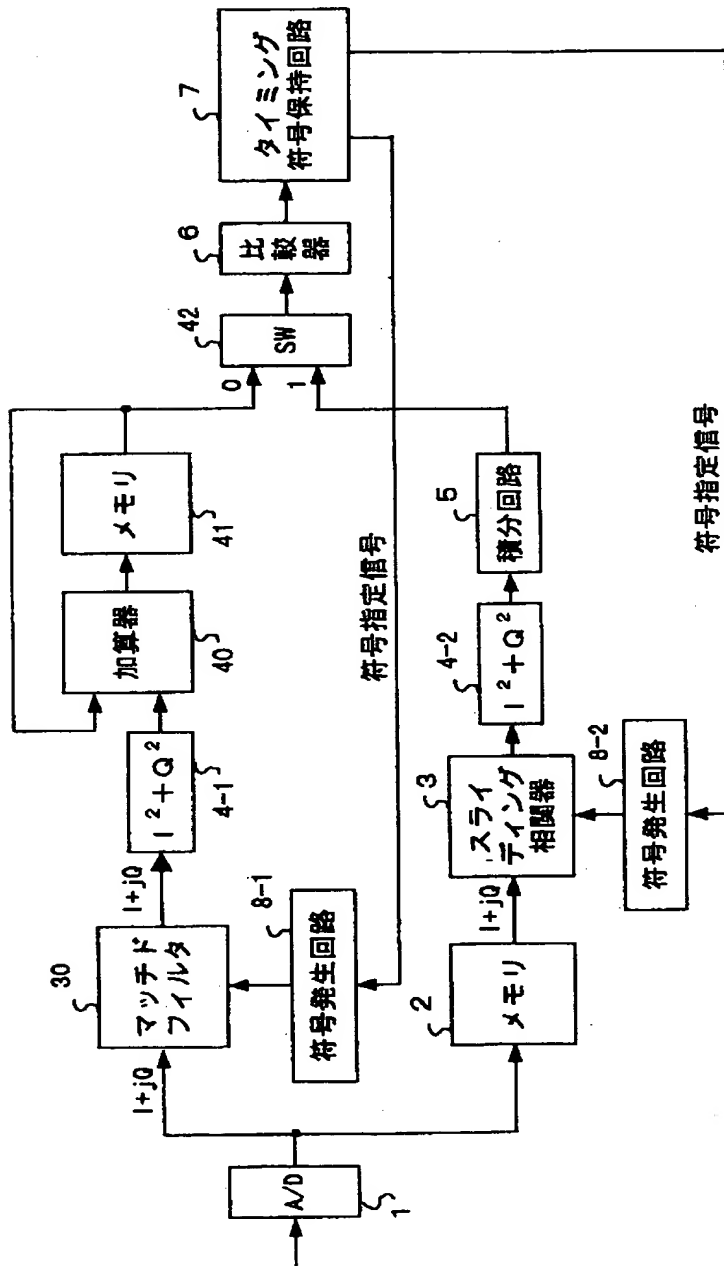 1
A/D
I+jQ
30
マッチド
フィルタ
I+jQ
8-1
符号発生回路
I²+Q²
4-1
加算器
40
メモリ
41
0
1
42
SW
6
比較器
7
タイミング
符号保持回路
符号指定信号
2
メモリ
I+jQ
3
スライ
ディング
相関器
8-2
符号発生回路
4-2
I²+Q²
5
積分回路
符号指定信号